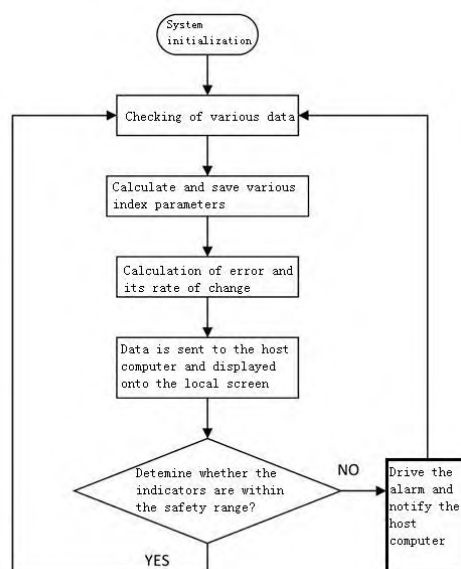 System
initialization
Checking of various data
Calculate and save various
index parameters
Calculation of error and
its rate of change
Data is sent to the host
computer and displayed
onto the local screen
Detemine whether the
indicators are within
the safety range?
NO
Drive the
alarm and
notify the
host
computer
YES